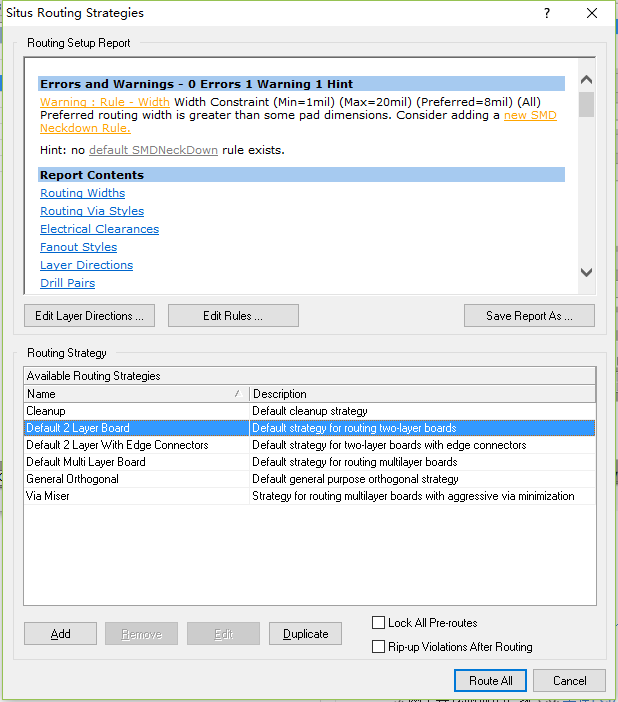 Situs Routing Strategies
Routing Setup Report
Errors and Warnings - 0 Errors 1 Warning 1 Hint
Warning : Rule - Width Width Constraint (Min=1mil) (Max=20mil) (Preferred=8mil) (All)
Preferred routing width is greater than some pad dimensions. Consider adding a new SMD
Neckdown Rule.
Hint: no default SMDNeckDown rule exists.
Report Contents
Routing Widths
Routing Via Styles
Electrical Clearances
Fanout Styles
Layer Directions
Drill Pairs
Edit Layer Directions ...
Edit Rules ...
Save Report As ...
Routing Strategy
Available Routing Strategies
Name Description
Cleanup Default cleanup strategy
Default 2 Layer Board Default strategy for routing two-layer boards
Default 2 Layer With Edge Connectors Default strategy for two-layer boards with edge connectors
Default Multi Layer Board Default strategy for routing multilayer boards
General Orthogonal Default general purpose orthogonal strategy
Via Miser Strategy for routing multilayer boards with aggressive via minimization
Add
Remove
Edit
Duplicate
Lock All Pre-routes
Rip-up Violations After Routing
Route All
Cancel